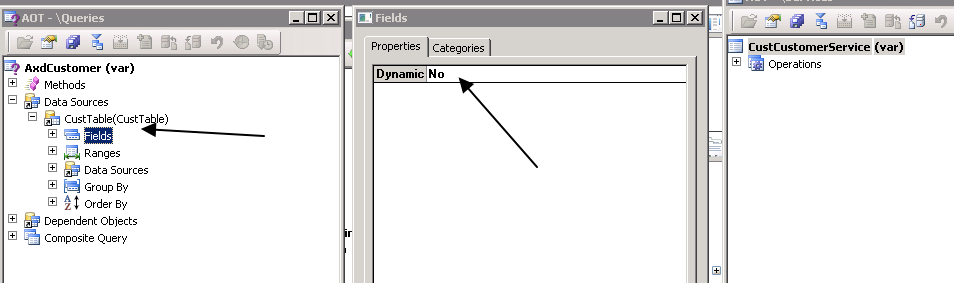 AOT - \Queries
AxdCustomer (var)
Methods
Data Sources
CustTable(CustTable)
Fields
Ranges
Data Sources
Group By
Order By
Dependent Objects
Composite Query
Fields
Properties
Categories
Dynamic No
CustCustomerService (var)
Operations